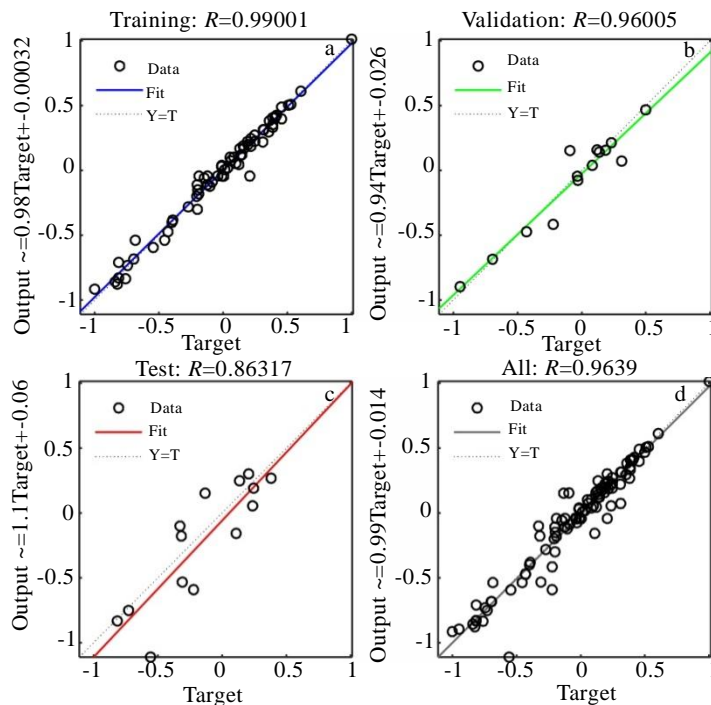 Training: R=0.99001
a
Data
Fit
Y=T
Output ~=0.98Target+-0.00032
1
0.5
0
-0.5
-1
-1
-0.5
0
0.5
1
Target
Validation: R=0.96005
b
Data
Fit
Y=T
Output ~=0.94Target+-0.026
1
0.5
0
-0.5
-1
-1
-0.5
0
0.5
1
Target
Test: R=0.86317
c
Data
Fit
Y=T
Output ~=1.1Target+-0.06
1
0.5
0
-0.5
-1
-1
-0.5
0
0.5
1
Target
All: R=0.9639
d
Data
Fit
Y=T
Output ~=0.99Target+-0.014
1
0.5
0
-0.5
-1
-1
-0.5
0
0.5
1
Target